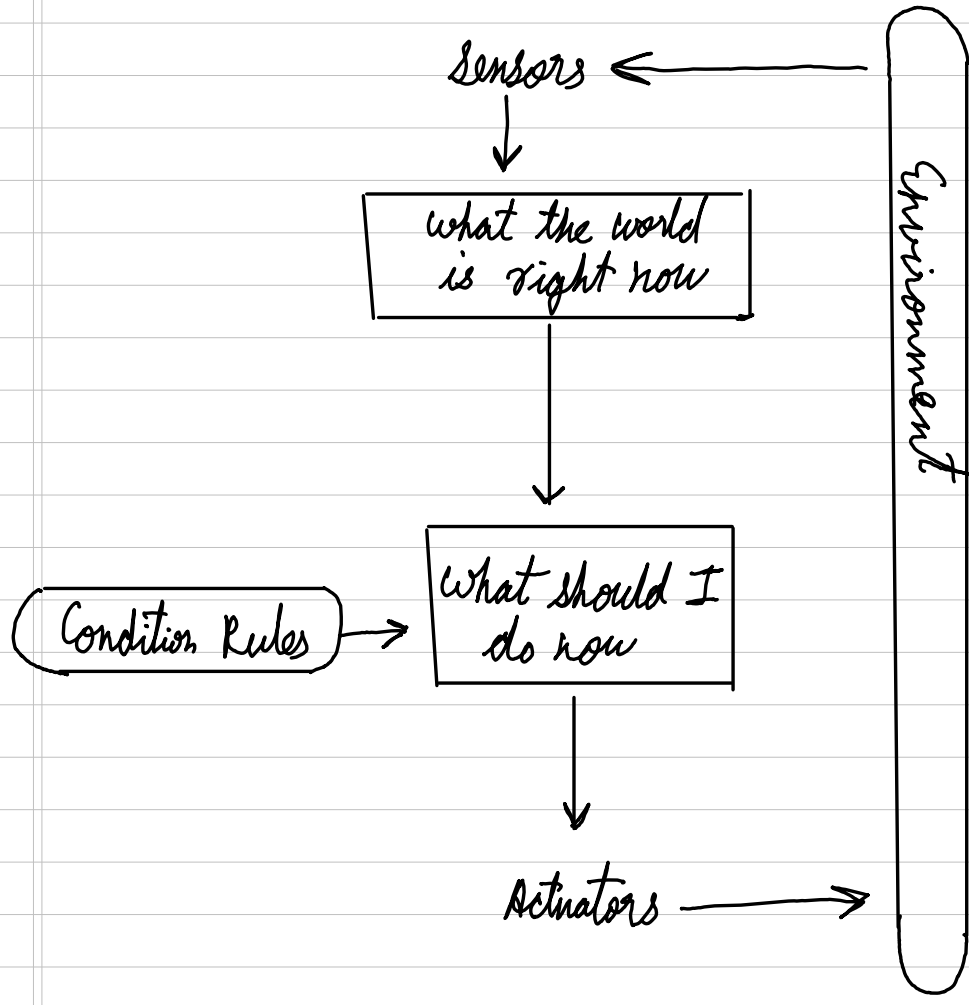 Sensors
what the world
is right now
Environment
What should I
do now
Condition Rules
Actuators